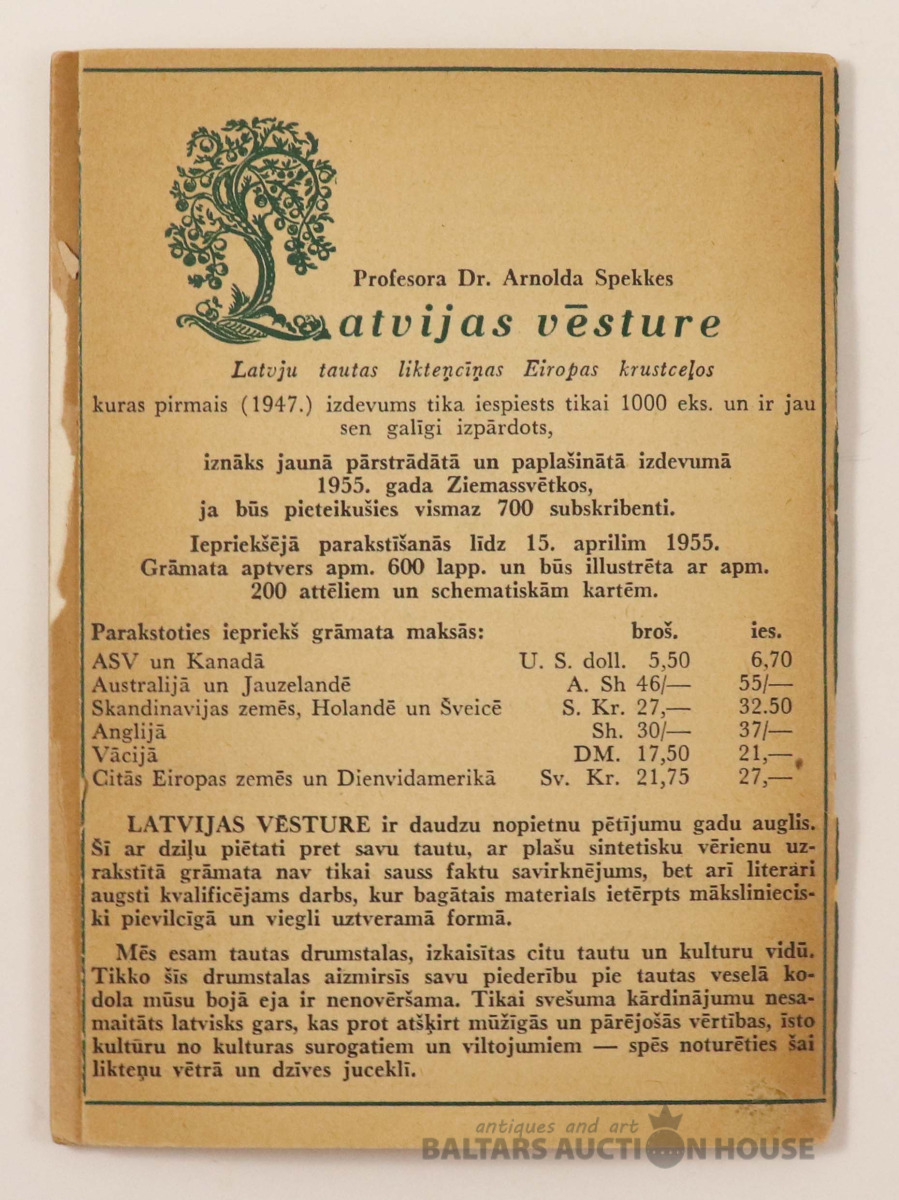 Profesora Dr. Arnolda Spekkes
Latvijas vēsture
Latvju tautas likteņcīņas Eiropas krustceļos
kuras pirmais (1947.) izdevums tika iespiests tikai 1000 eks. un ir jau
sen galīgi izpārdots,
iznāks jaunā pārstrādātā un paplašinātā izdevumā
1955. gada Ziemassvētkos,
ja būs pieteikušies vismaz 700 subskribenti.
Iepriekšējā parakstīšanās līdz 15. aprilim 1955.
Grāmata aptvers apm. 600 lapp. un būs illustrēta ar apm.
200 attēliem un schematiskām kartēm.
Parakstoties iepriekš grāmata maksās: broš. ies.
ASV un Kanadā U. S. doll. 5,50 6,70
Australijā un Jauzelandē A. Sh 46/— 55/—
Skandinavijas zemēs, Holandē un Šveicē S. Kr. 27,— 32.50
Anglijā Sh. 30/— 37/—
Vācijā DM. 17,50 21,—
Citās Eiropas zemēs un Dienvidamerikā Sv. Kr. 21,75 27,—
LATVIJAS VĒSTURE ir daudzu nopietnu pētījumu gadu auglis.
Šī ar dziļu piētati pret savu tautu, ar plašu sintetisku vērienu uz-
rakstītā grāmata nav tikai sauss faktu savirknējums, bet arī literāri
augsti kvalificējams darbs, kur bagātais materials ietērpts māksliniecis-
ki pievilcīgā un viegli uztveramā formā.
Mēs esam tautas drumstalas, izkaisītas citu tautu un kulturu vidū.
Tikko šīs drumstalas aizmirsīs savu piederību pie tautas veselā ko-
dola mūsu bojā eja ir nenovēršama. Tikai svešuma kārdinājumu nesa-
maitāts latvisks gars, kas prot atšķirt mūžīgās un pārējošās vērtības, īsto
kultūru no kulturas surogatiem un viltojumiem — spēs noturēties šai
likteņu vētrā un dzīves juceklī.
antiques and art
BALTARS AUCTION HOUSE